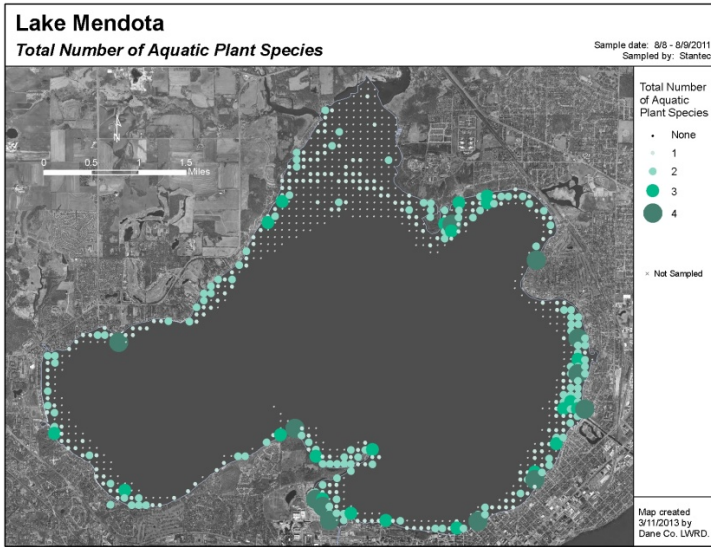 Lake Mendota
Total Number of Aquatic Plant Species
Sample date: 8/8 - 8/9/2011
Sampled by: Stantec
N
0 0.5 1 1.5
Miles
Total Number
of Aquatic
Plant Species
None
1
2
3
4
× Not Sampled
Map created
3/11/2013 by
Dane Co. LWRD.